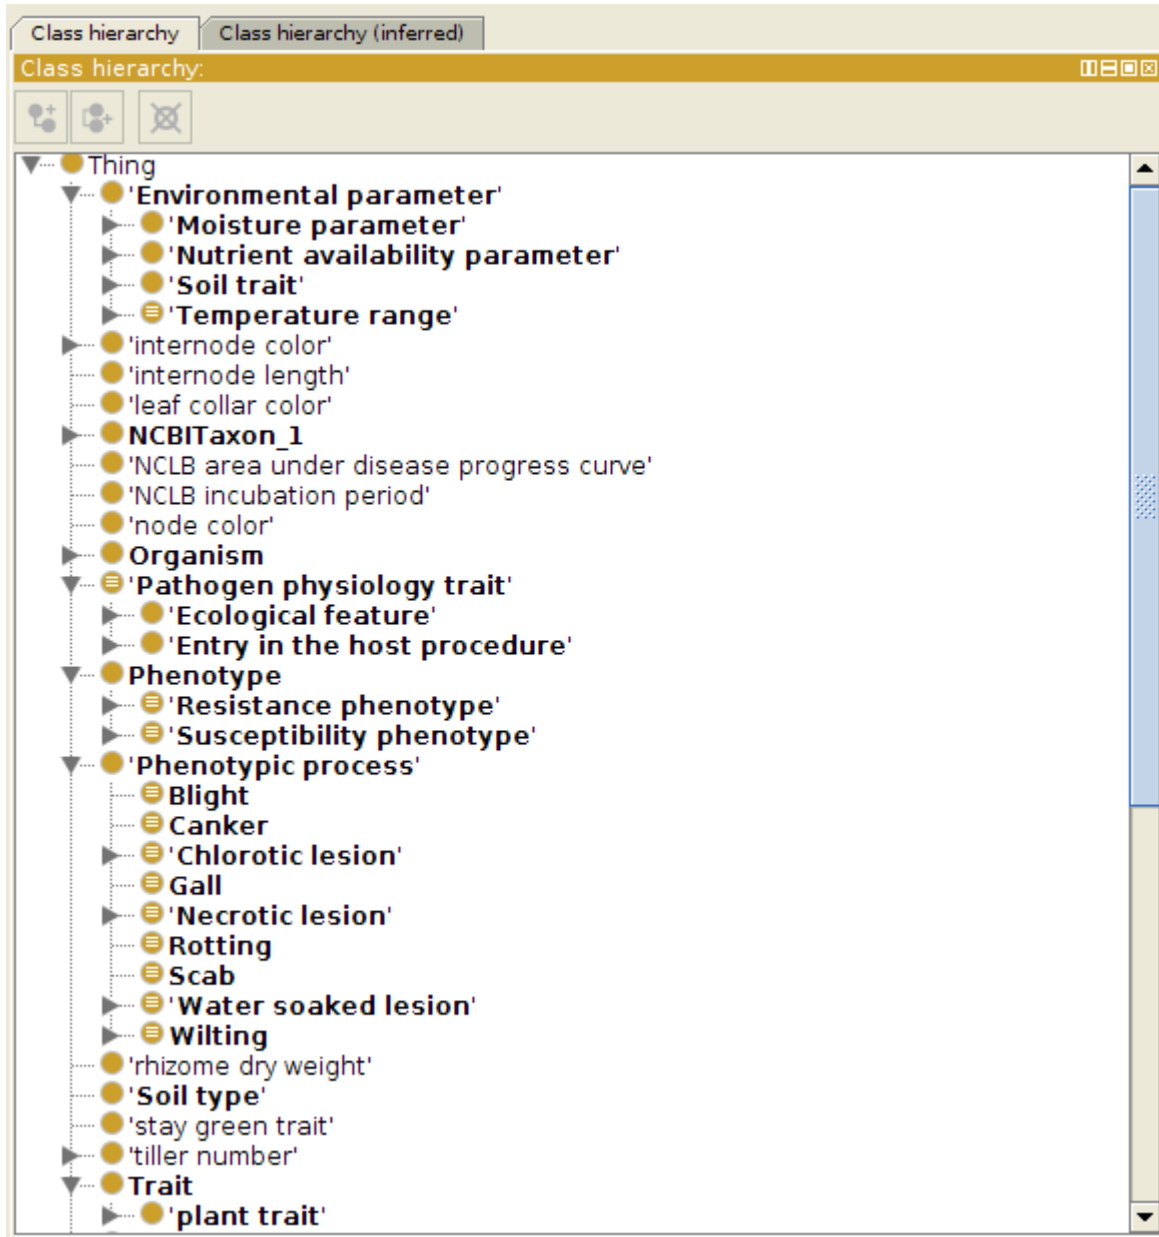 Class hierarchy Class hierarchy (inferred)
Class hierarchy:
Thing
'Environmental parameter'
'Moisture parameter'
'Nutrient availability parameter'
'Soil trait'
'Temperature range'
'internode color'
'internode length'
'leaf collar color'
NCBITaxon_1
'NCLB area under disease progress curve'
'NCLB incubation period'
'node color'
Organism
'Pathogen physiology trait'
'Ecological feature'
'Entry in the host procedure'
Phenotype
'Resistance phenotype'
'Susceptibility phenotype'
'Phenotypic process'
Blight
Canker
'Chlorotic lesion'
Gall
'Necrotic lesion'
Rotting
Scab
'Water soaked lesion'
Wilting
'rhizome dry weight'
'Soil type'
'stay green trait'
'tiller number'
Trait
'plant trait'